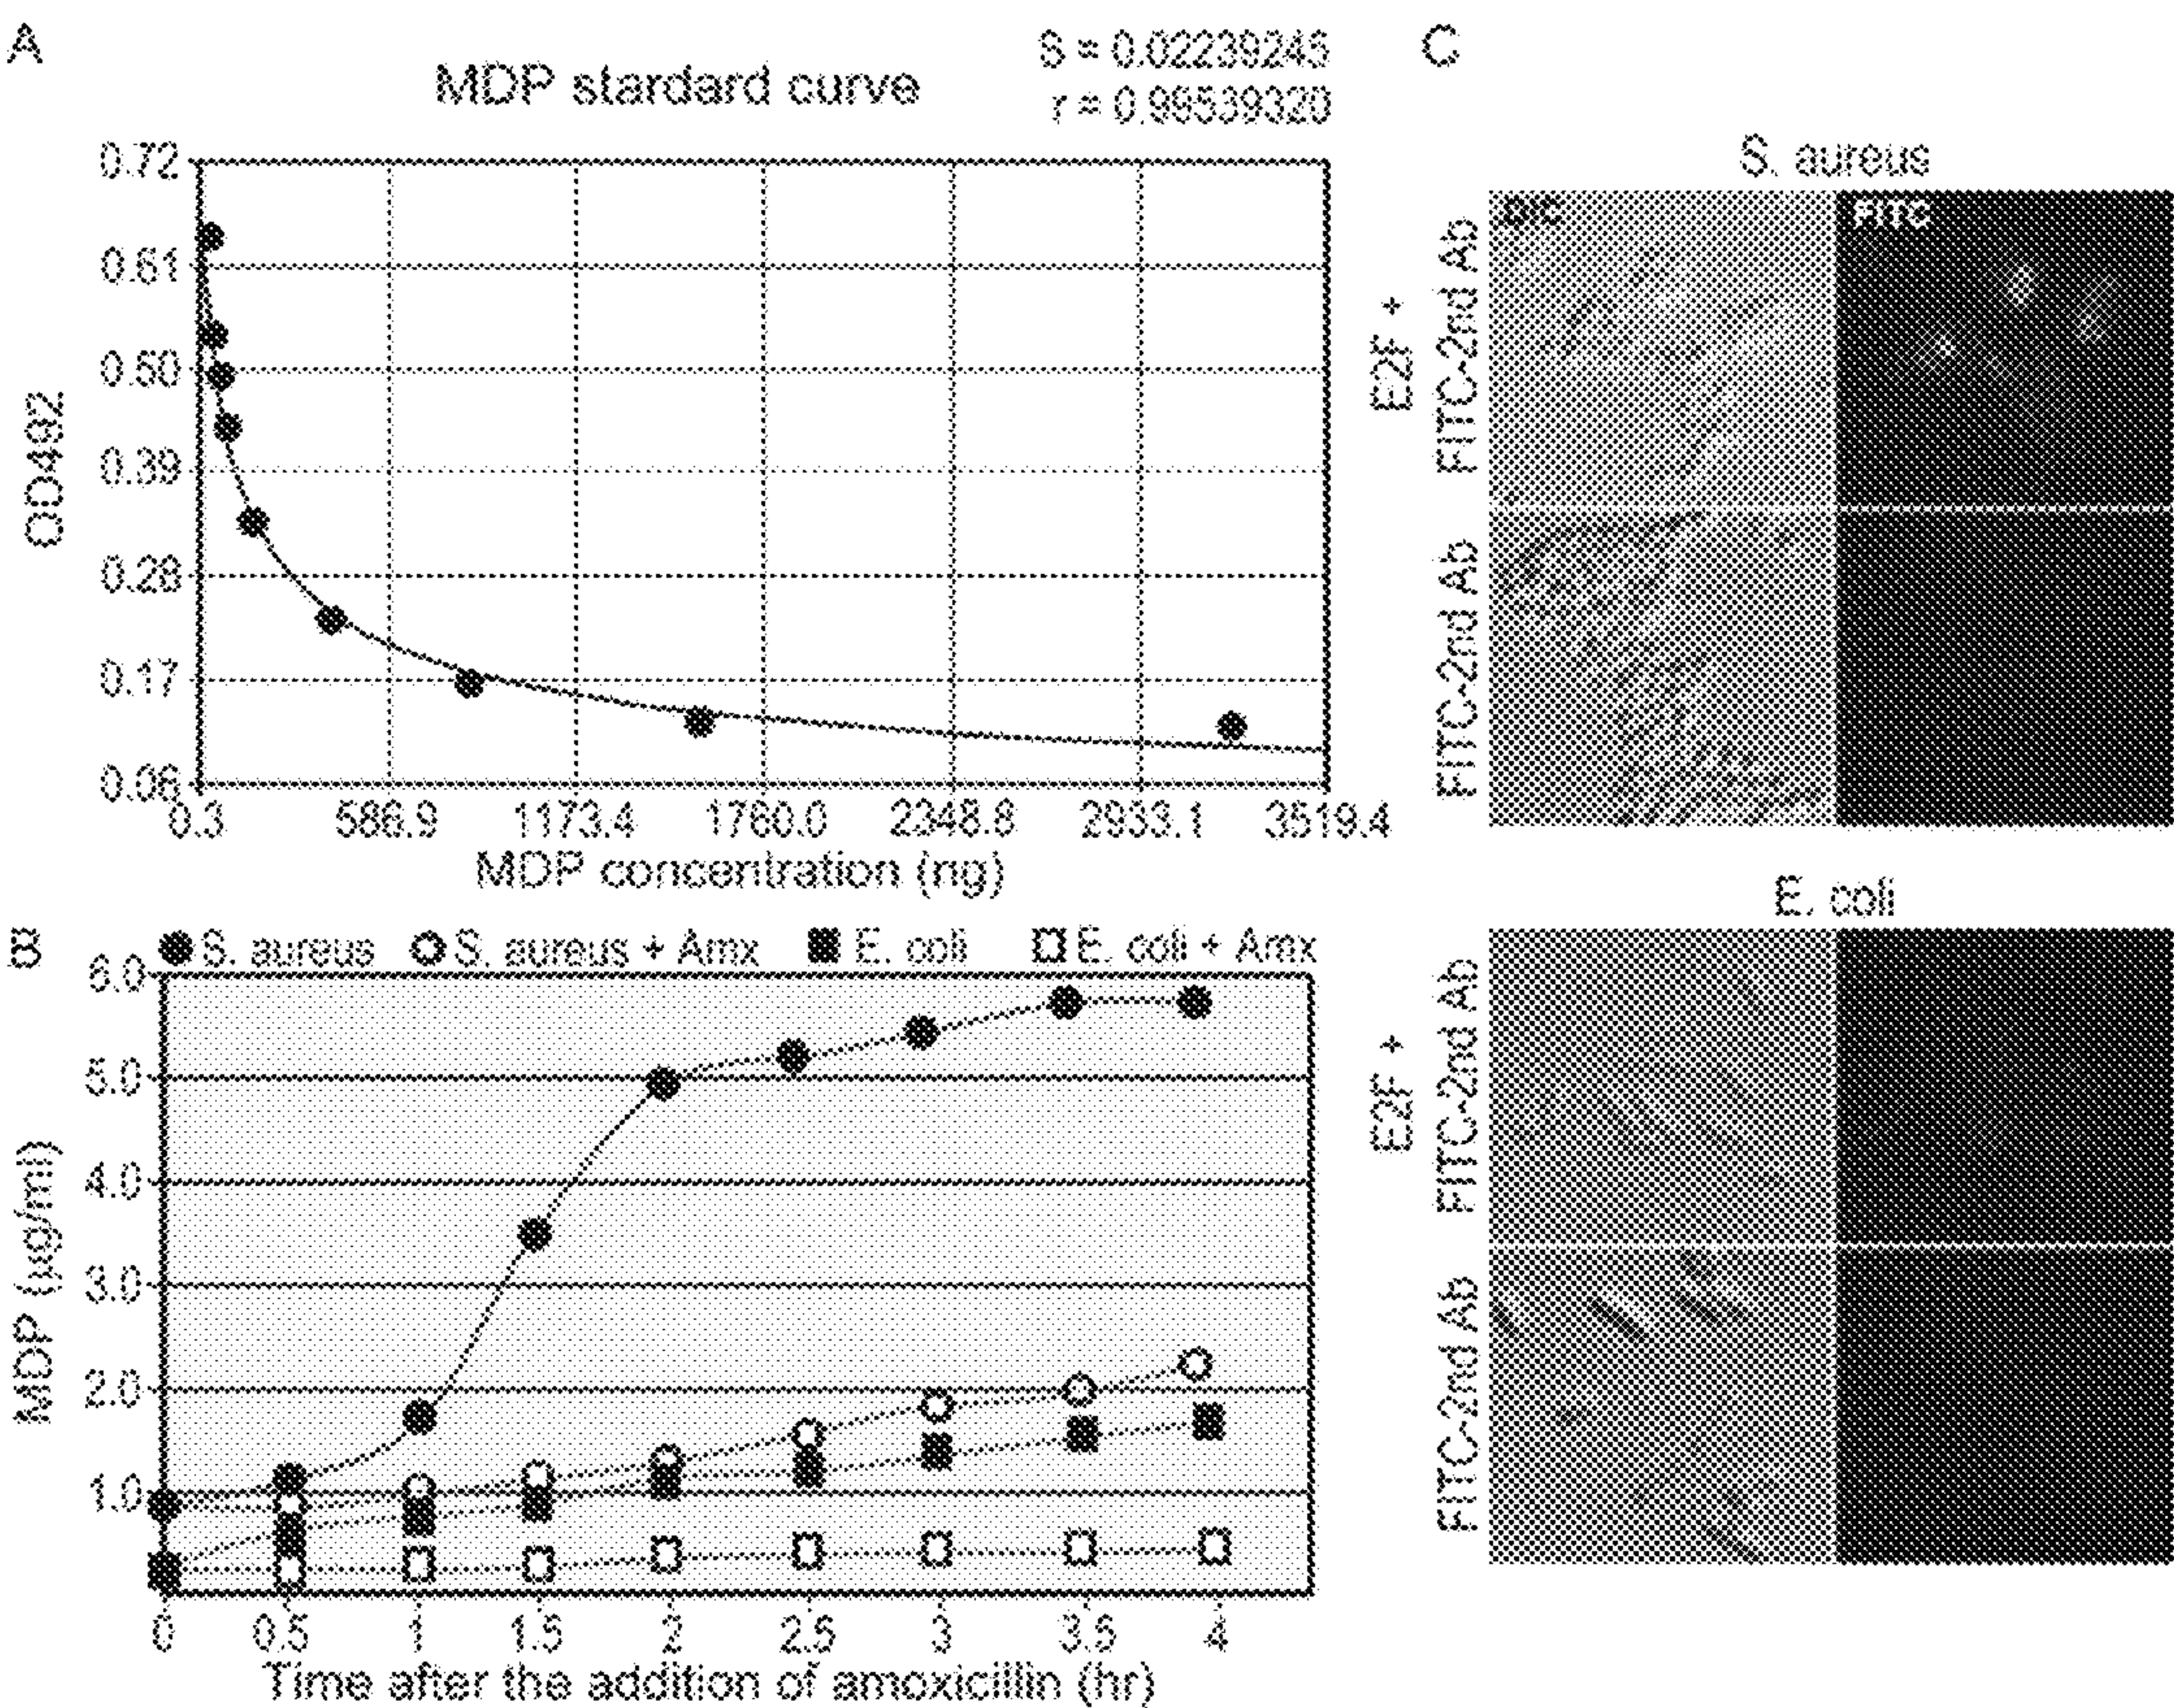 A
MDP stardard curve
S = 0.02239245
r = 0.99539320
0.72
0.61
0.50
0.39
0.28
0.17
0.06
OD492
0.3 586.9 1173.4 1760.0 2348.8 2933.1 3519.4
MDP concentration (ng)
B
S. aureus S. aureus + Amx E. coli E. coli + Amx
6.0
5.0
4.0
3.0
2.0
1.0
MDP (µg/ml)
0 0.5 1 1.5 2 2.5 3 3.5 4
Time after the addition of amoxicillin (hr)
C
S. aureus
DIC FITC
E2F +
FITC-2nd Ab
FITC-2nd Ab
E. coli
E2F +
FITC-2nd Ab
FITC-2nd Ab